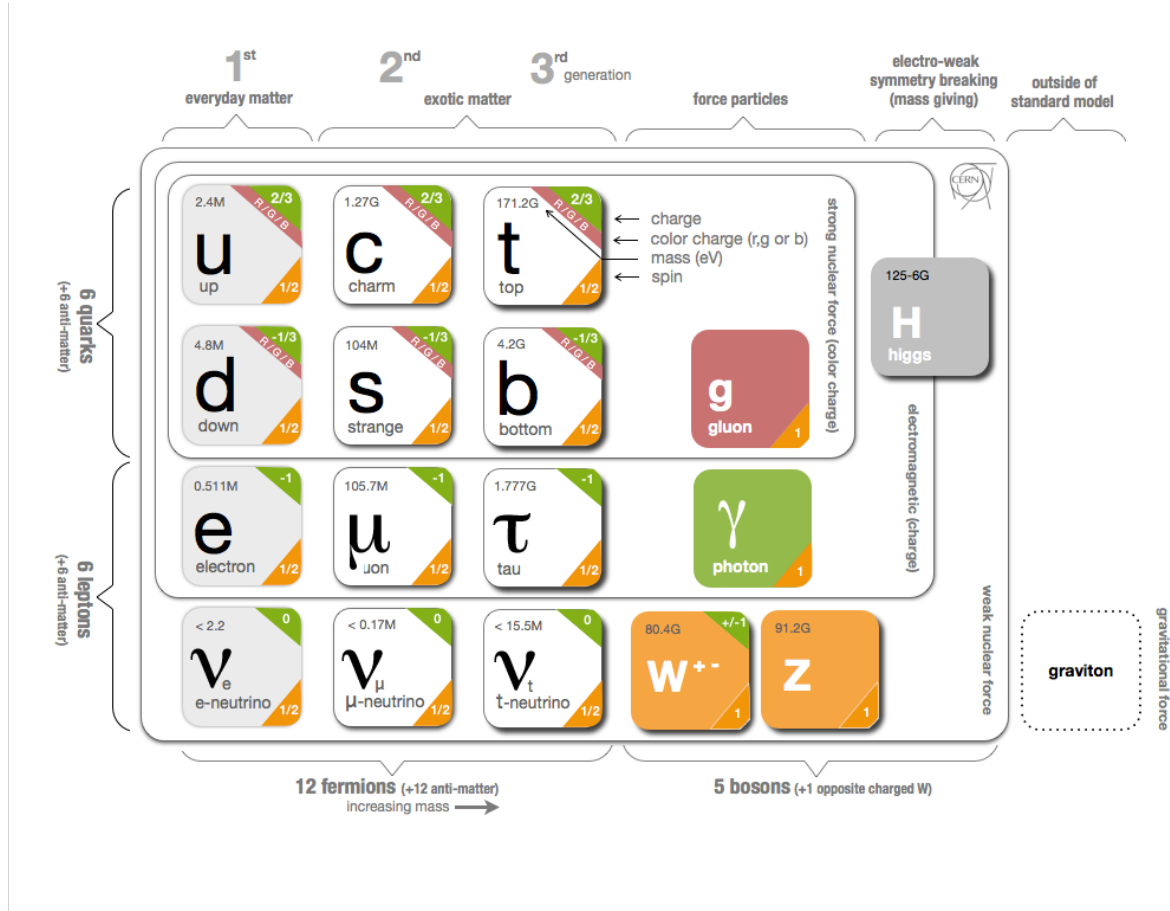 1st
2nd
3rd generation
everyday matter
exotic matter
force particles
electro-weak
symmetry breaking
(mass giving)
outside of
standard model
6 quarks
(+6 anti-matter)
6 leptons
(+6 anti-matter)
2.4M
2/3
R/G/B
u
up
1/2
1.27G
2/3
R/G/B
c
charm
1/2
171.2G
2/3
R/G/B
t
top
1/2
charge
color charge (r,g or b)
mass (eV)
spin
strong nuclear force (color charge)
CERN
125-6G
H
higgs
4.8M
-1/3
R/G/B
d
down
1/2
104M
-1/3
R/G/B
s
strange
1/2
4.2G
-1/3
R/G/B
b
bottom
1/2
g
gluon
1
electromagnetic (charge)
0.511M
-1
e
electron
1/2
105.7M
-1
μ
uon
1/2
1.777G
-1
τ
tau
1/2
γ
photon
1
weak nuclear force
< 2.2
0
νe
e-neutrino
1/2
< 0.17M
0
νμ
μ-neutrino
1/2
< 15.5M
0
νt
t-neutrino
1/2
80.4G
+/-1
W+-
1
91.2G
Z
1
graviton
gravitational force
12 fermions (+12 anti-matter)
increasing mass
5 bosons (+1 opposite charged W)